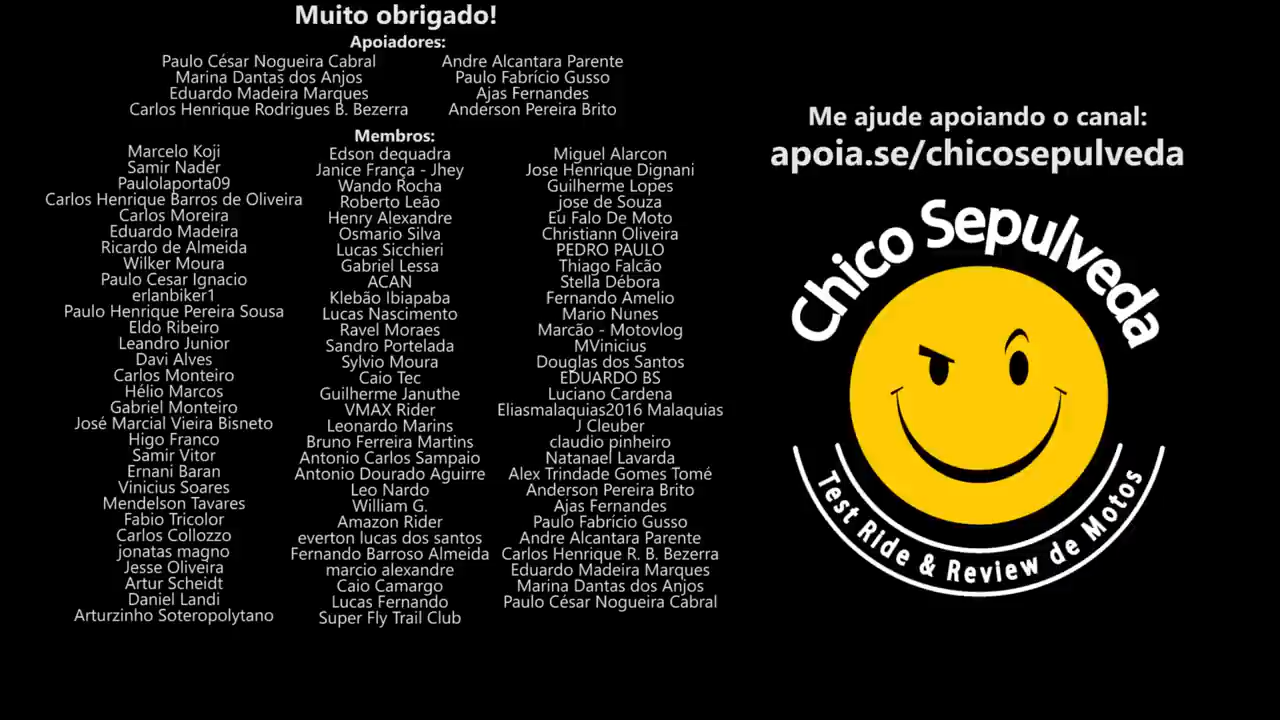 Muito obrigado!
Apoiadores:
Paulo César Nogueira Cabral
Marina Dantas dos Anjos
Eduardo Madeira Marques
Carlos Henrique Rodrigues B. Bezerra
Andre Alcantara Parente
Paulo Fabrício Gusso
Ajas Fernandes
Anderson Pereira Brito
Membros:
Marcelo Koji
Samir Nader
Paulolaporta09
Carlos Henrique Barros de Oliveira
Carlos Moreira
Eduardo Madeira
Ricardo de Almeida
Wilker Moura
Paulo Cesar Ignacio
erlanbiker1
Paulo Henrique Pereira Sousa
Eldo Ribeiro
Leandro Junior
Davi Alves
Carlos Monteiro
Hélio Marcos
Gabriel Monteiro
José Marcial Vieira Bisneto
Higo Franco
Samir Vitor
Ernani Baran
Vinicius Soares
Mendelson Tavares
Fabio Tricolor
Carlos Collozzo
jonatas magno
Jesse Oliveira
Artur Scheidt
Daniel Landi
Arturzinho Soteropolytano
Edson dequadra
Janice França - Jhey
Wando Rocha
Roberto Leão
Henry Alexandre
Osmario Silva
Lucas Sicchieri
Gabriel Lessa
ACAN
Klebão Ibiapaba
Lucas Nascimento
Ravel Moraes
Sandro Portelada
Sylvio Moura
Caio Tec
Guilherme Januthe
VMAX Rider
Leonardo Marins
Bruno Ferreira Martins
Antonio Carlos Sampaio
Antonio Dourado Aguirre
Leo Nardo
William G.
Amazon Rider
everton lucas dos santos
Fernando Barroso Almeida
marcio alexandre
Caio Camargo
Lucas Fernando
Super Fly Trail Club
Miguel Alarcon
Jose Henrique Dignani
Guilherme Lopes
jose de Souza
Eu Falo De Moto
Christiann Oliveira
PEDRO PAULO
Thiago Falcão
Stella Débora
Fernando Amelio
Mario Nunes
Marcão - Motovlog
MVinicius
Douglas dos Santos
EDUARDO BS
Luciano Cardena
Eliasmalaquias2016 Malaquias
J Cleuber
claudio pinheiro
Natanael Lavarda
Alex Trindade Gomes Tomé
Anderson Pereira Brito
Ajas Fernandes
Paulo Fabrício Gusso
Andre Alcantara Parente
Carlos Henrique R. B. Bezerra
Eduardo Madeira Marques
Marina Dantas dos Anjos
Paulo César Nogueira Cabral
Me ajude apoiando o canal:
apoia.se/chicosepulveda
Chico Sepulveda
Test Ride & Review de Motos